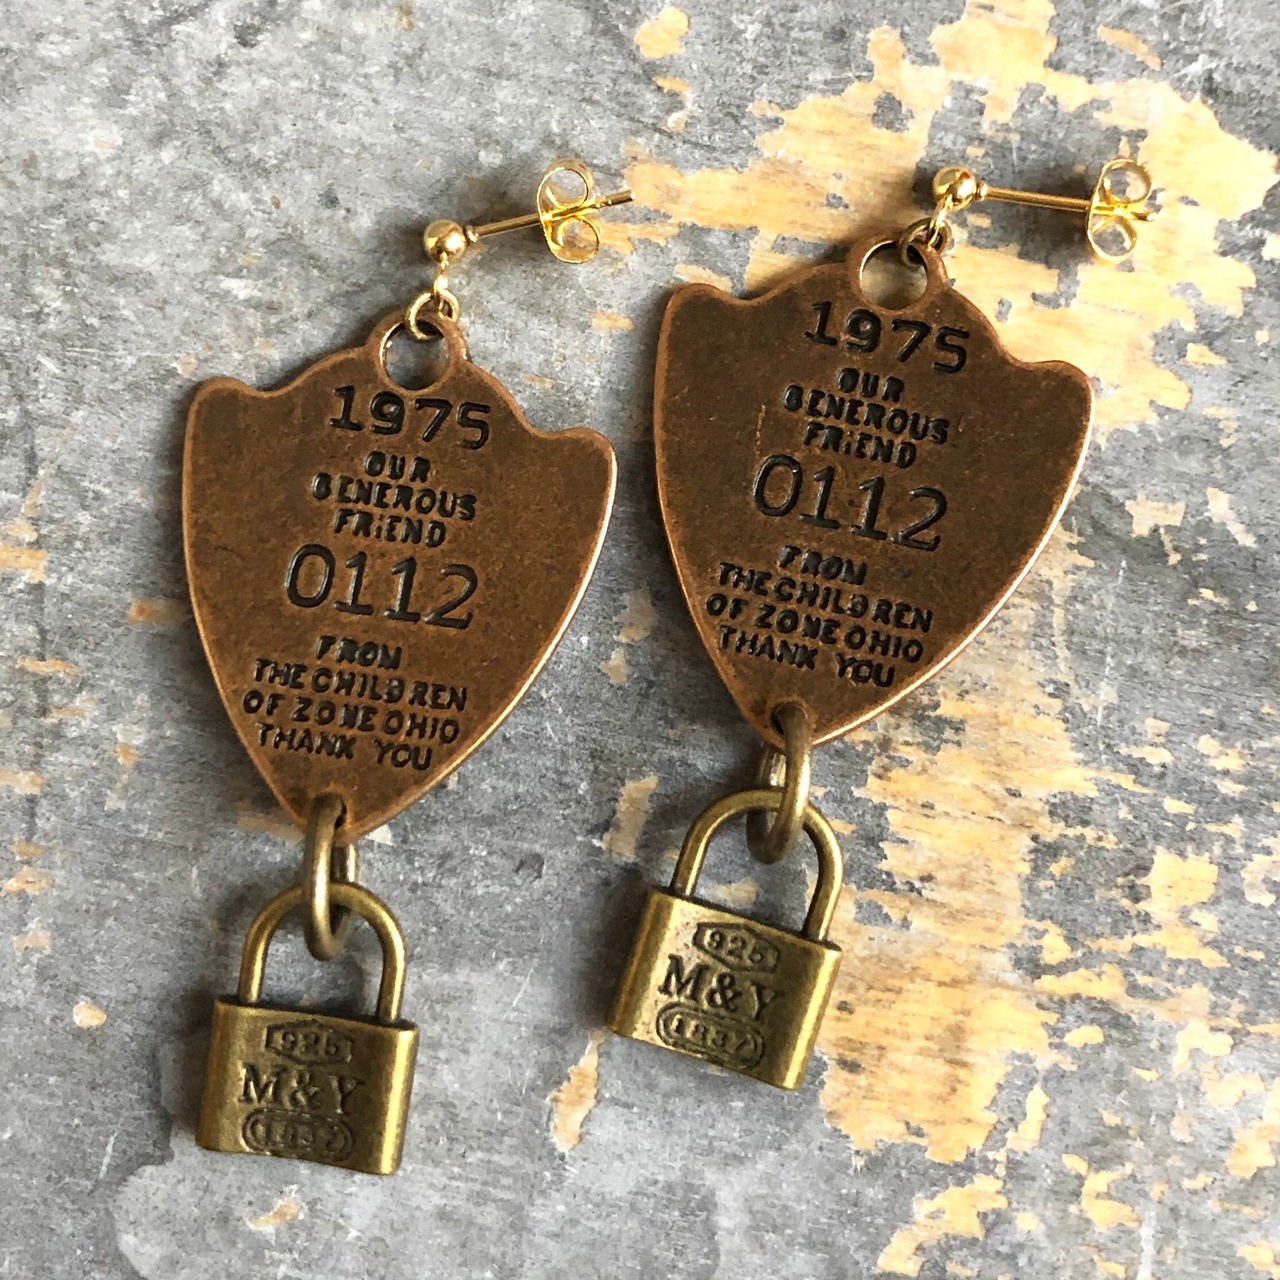 1975
OUR
GENEROUS
FRiEND
0112
FROM
THE CHILDREN
OF ZONE OHIO
THANK YOU
925
M&Y
1837
1975
OUR
GENEROUS
FRiEND
0112
FROM
THE CHILDREN
OF ZONE OHIO
THANK YOU
925
M&Y
1837